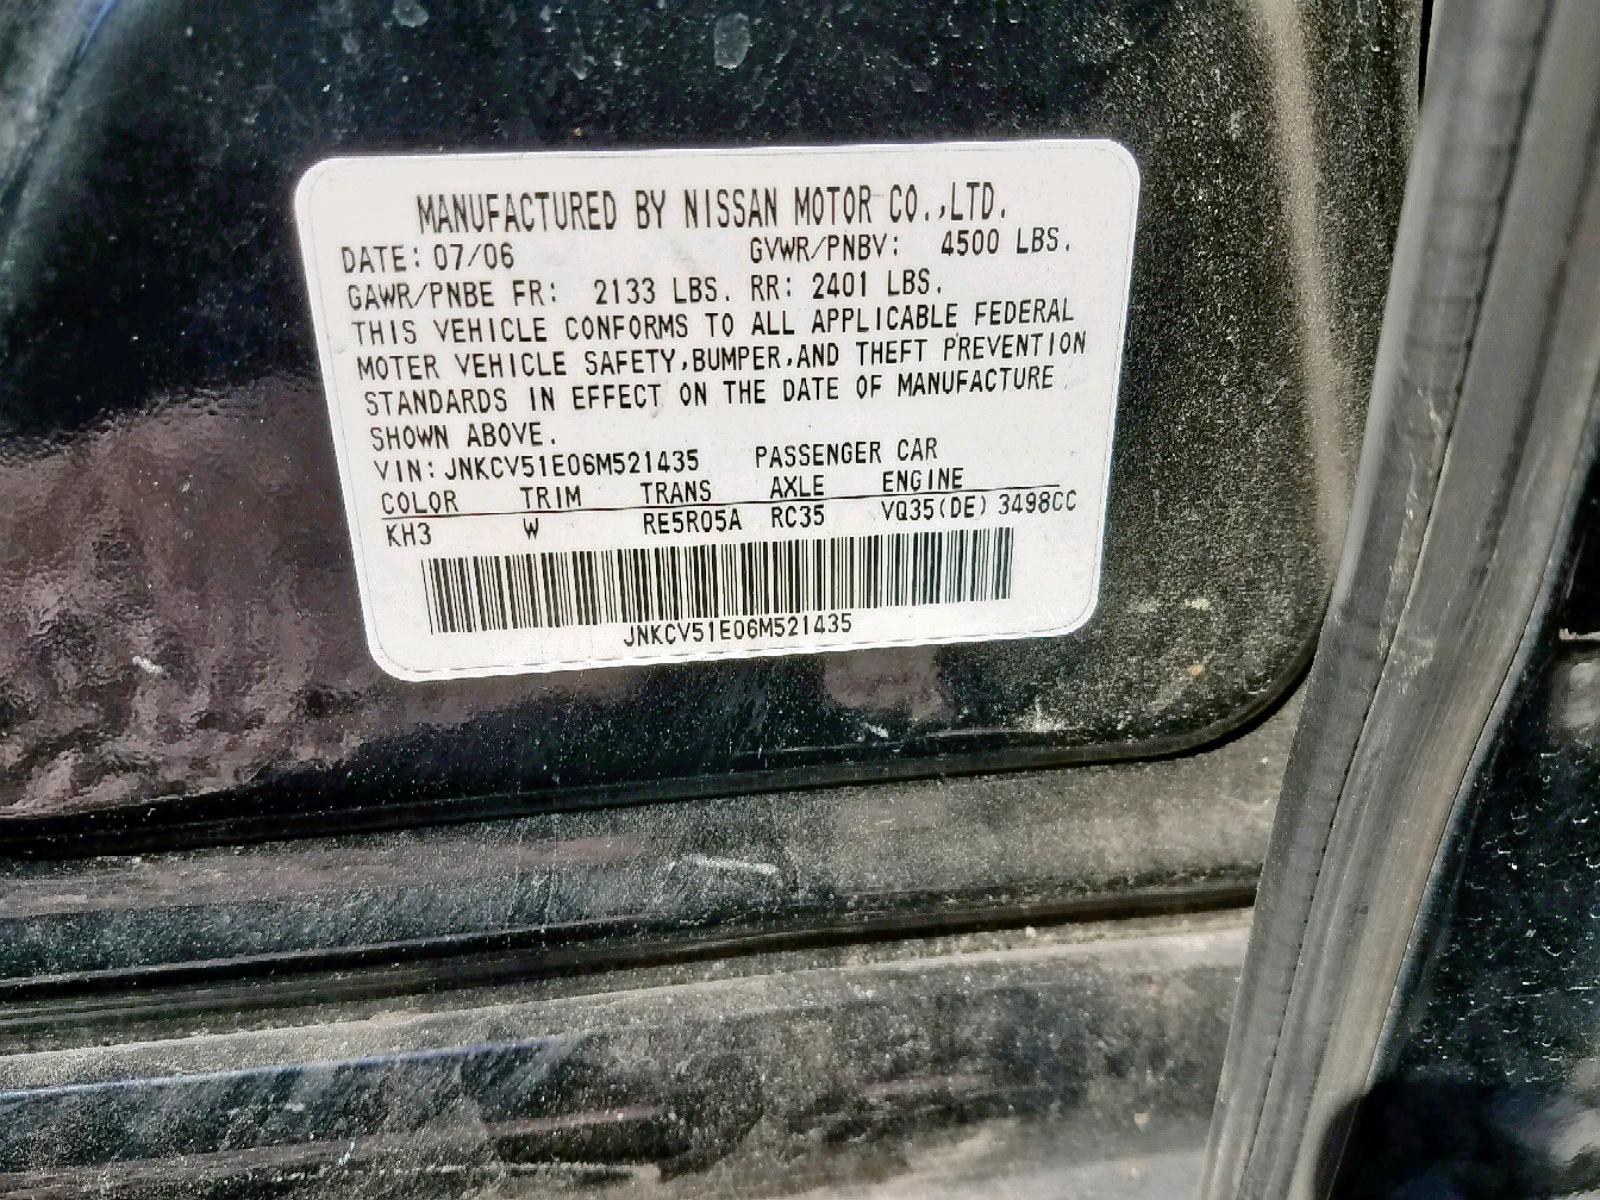 MANUFACTURED BY NISSAN MOTOR CO.,LTD.
DATE: 07/06 GVWR/PNBV: 4500 LBS.
GAWR/PNBE FR: 2133 LBS. RR: 2401 LBS.
THIS VEHICLE CONFORMS TO ALL APPLICABLE FEDERAL
MOTER VEHICLE SAFETY,BUMPER,AND THEFT PREVENTION
STANDARDS IN EFFECT ON THE DATE OF MANUFACTURE
SHOWN ABOVE.
VIN: JNKCV51E06M521435 PASSENGER CAR
COLOR TRIM TRANS AXLE ENGINE
KH3 W RE5R05A RC35 VQ35(DE) 3498CC
JNKCV51E06M521435